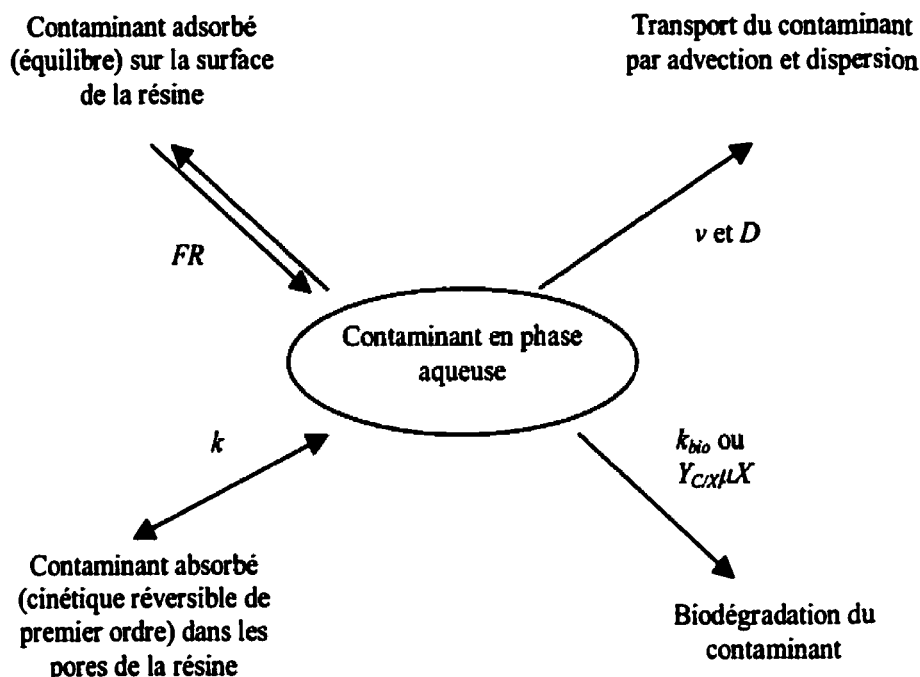 Contaminant adsorbé
(équilibre) sur la surface
de la résine
Transport du contaminant
par advection et dispersion
FR
v et D
Contaminant en phase
aqueuse
k
k_bio ou
Y_C/XμX
Contaminant absorbé
(cinétique réversible de
premier ordre) dans les
pores de la résine
Biodégradation du
contaminant